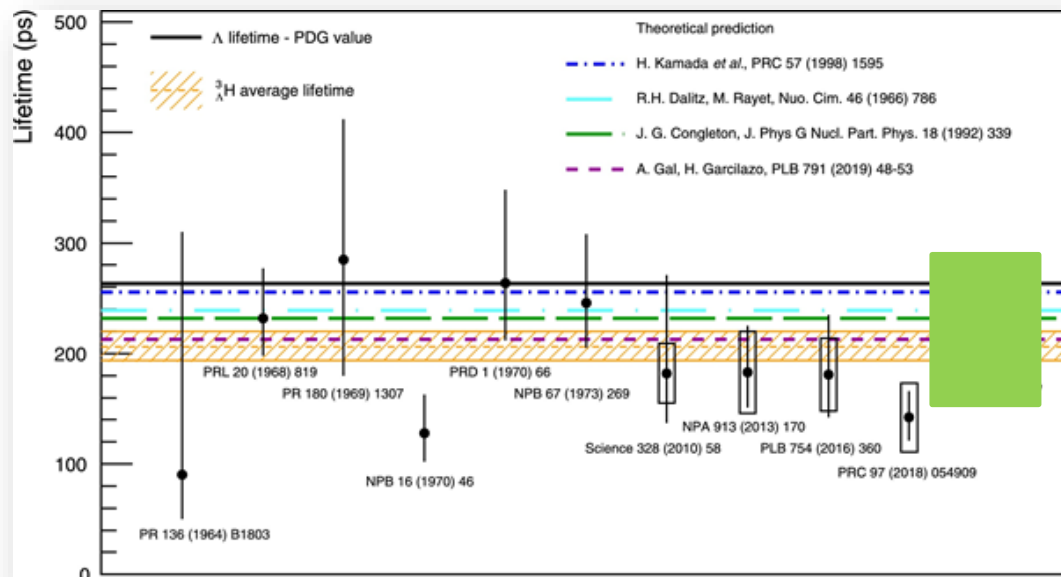 Lifetime (ps)
500
400
300
200
100
0
Λ lifetime - PDG value
³ΛH average lifetime
Theoretical prediction
H. Kamada et al., PRC 57 (1998) 1595
R.H. Dalitz, M. Rayet, Nuo. Cim. 46 (1966) 786
J. G. Congleton, J. Phys G Nucl. Part. Phys. 18 (1992) 339
A. Gal, H. Garcilazo, PLB 791 (2019) 48-53
PR 136 (1964) B1803
PRL 20 (1968) 819
PR 180 (1969) 1307
NPB 16 (1970) 46
PRD 1 (1970) 66
NPB 67 (1973) 269
Science 328 (2010) 58
NPA 913 (2013) 170
PLB 754 (2016) 360
PRC 97 (2018) 054909